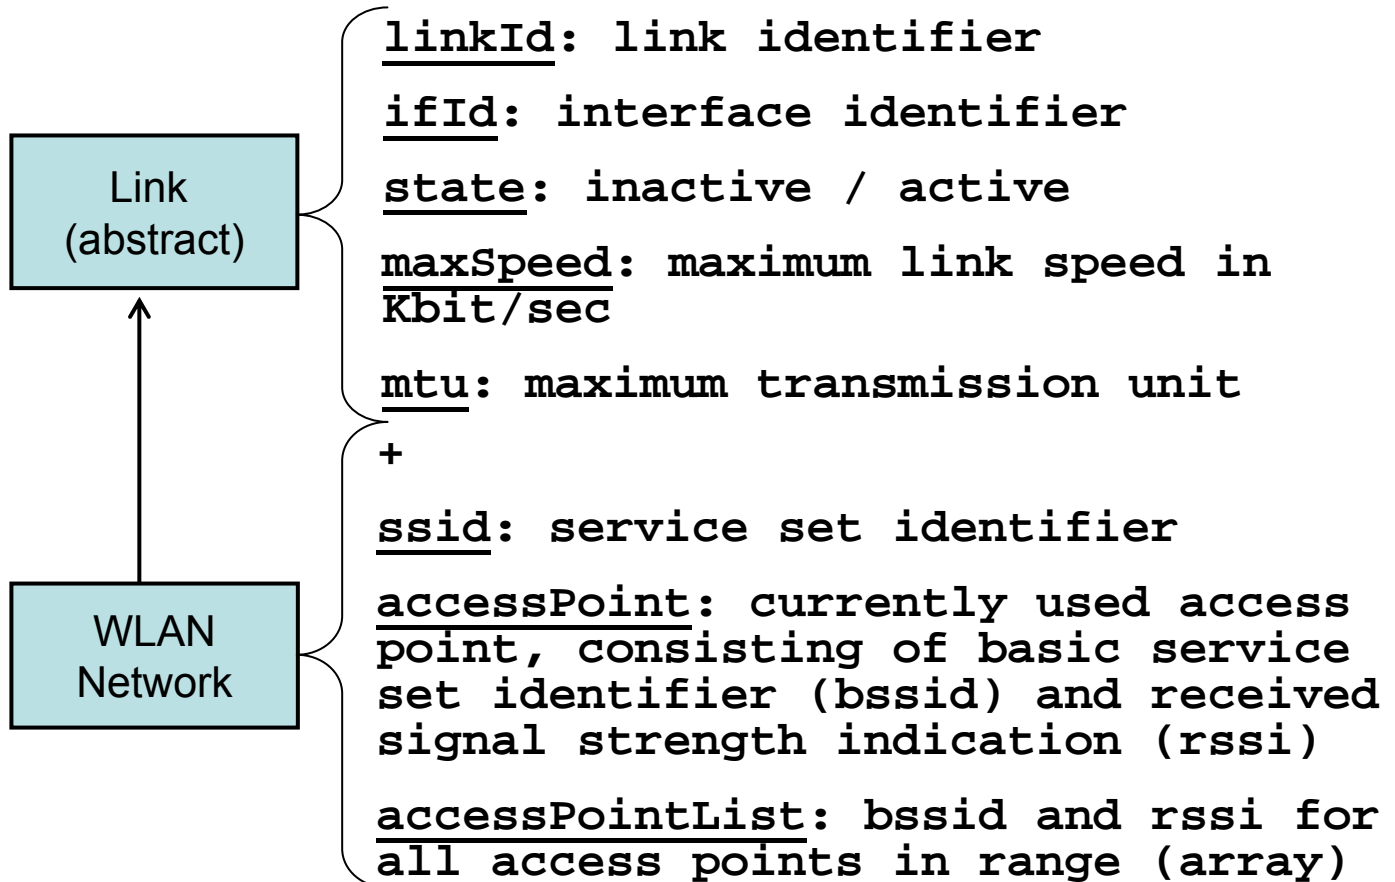 Link
(abstract)
WLAN
Network
linkId: link identifier
ifId: interface identifier
state: inactive / active
maxSpeed: maximum link speed in
Kbit/sec
mtu: maximum transmission unit
+
ssid: service set identifier
accessPoint: currently used access
point, consisting of basic service
set identifier (bssid) and received
signal strength indication (rssi)
accessPointList: bssid and rssi for
all access points in range (array)